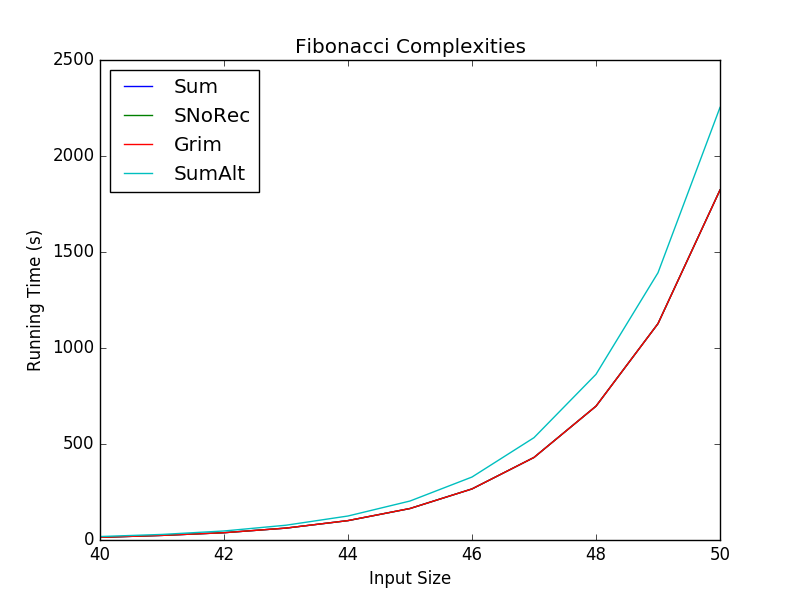 Fibonacci Complexities
2500
2000
1500
1000
500
0
Sum
SNoRec
Grim
SumAlt
Running Time (s)
40 42 44 46 48 50
Input Size